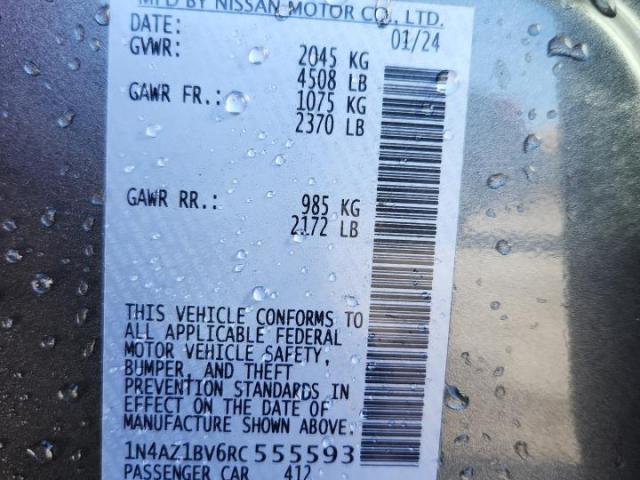 MFD BY NISSAN MOTOR CO., LTD.
DATE: 01/24
GVWR: 2045 KG
4508 LB
GAWR FR.: 1075 KG
2370 LB
GAWR RR.: 985 KG
2172 LB
THIS VEHICLE CONFORMS TO
ALL APPLICABLE FEDERAL
MOTOR VEHICLE SAFETY,
BUMPER, AND THEFT
PREVENTION STANDARDS IN
EFFECT ON THE DATE OF
MANUFACTURE SHOWN ABOVE.
1N4AZ1BV6RC555593
PASSENGER CAR 412